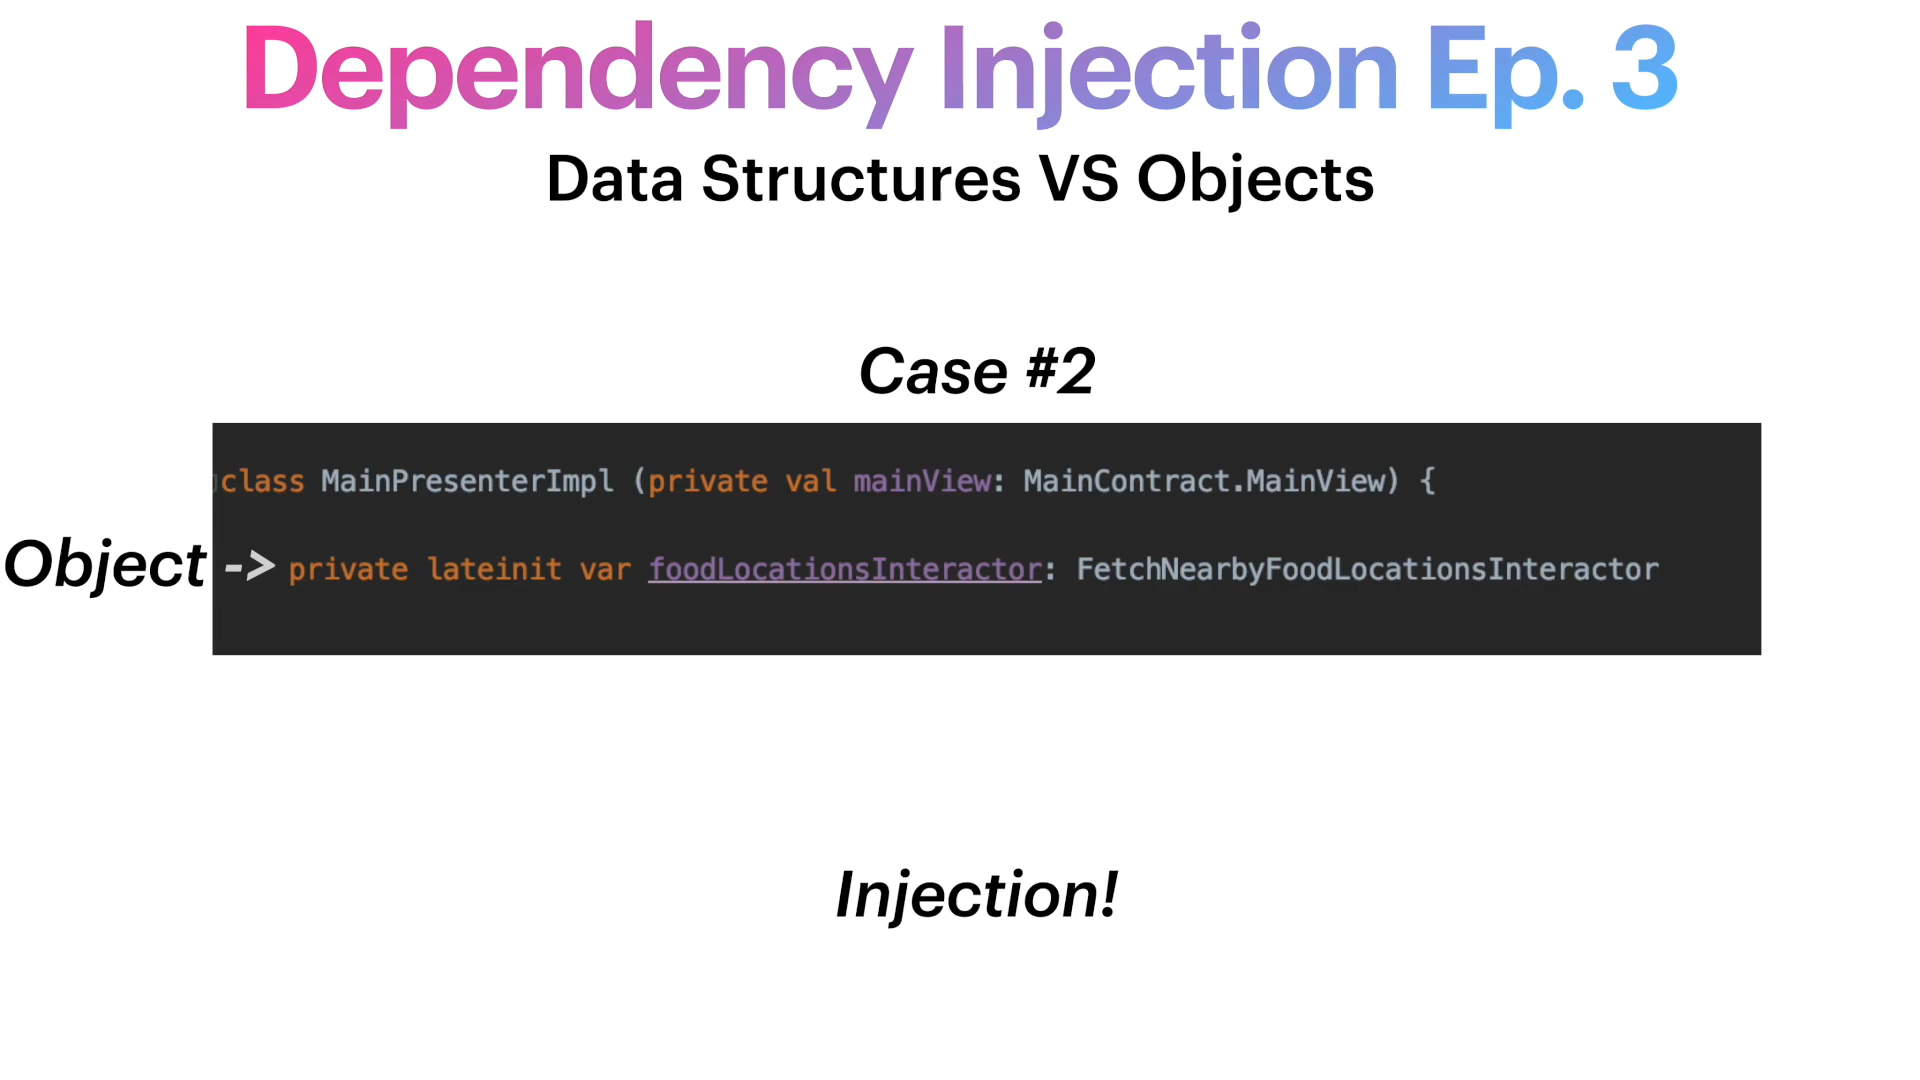 Dependency Injection Ep. 3
Data Structures VS Objects
Case #2
class MainPresenterImpl (private val mainView: MainContract.MainView) {
Object -> private lateinit var foodLocationsInteractor: FetchNearbyFoodLocationsInteractor
Injection!